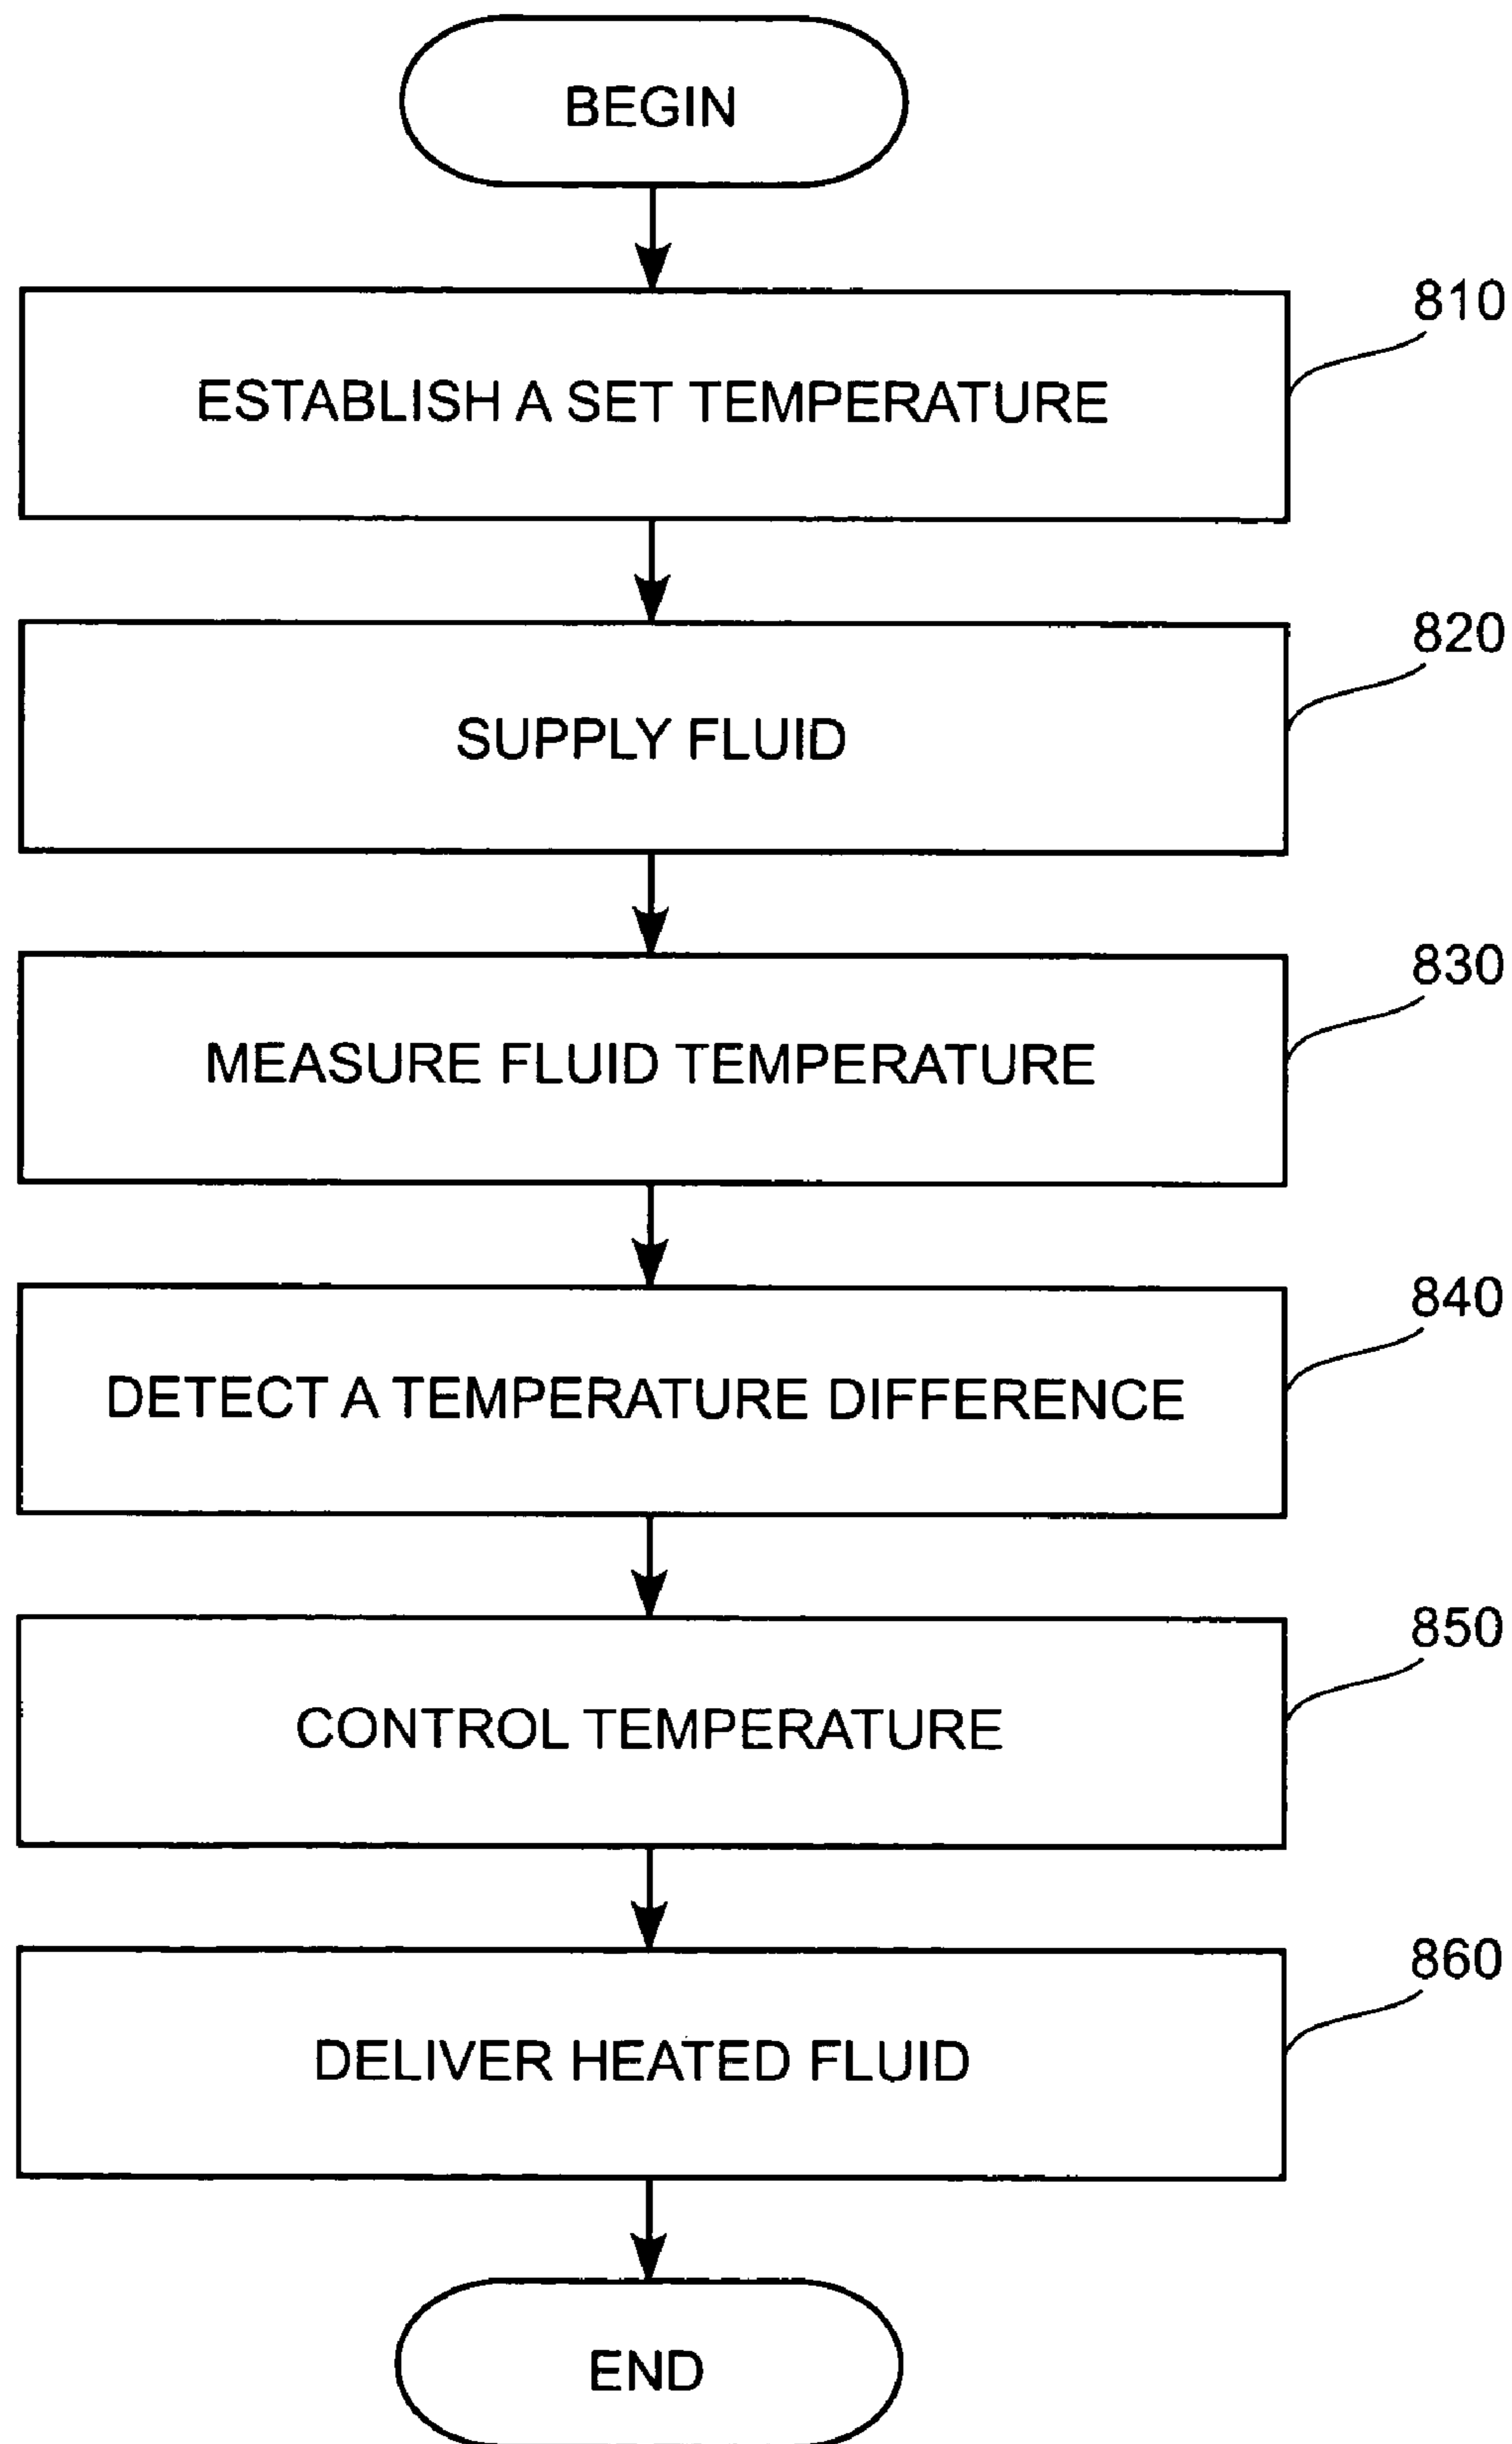 BEGIN
810
ESTABLISH A SET TEMPERATURE
820
SUPPLY FLUID
830
MEASURE FLUID TEMPERATURE
840
DETECT A TEMPERATURE DIFFERENCE
850
CONTROL TEMPERATURE
860
DELIVER HEATED FLUID
END